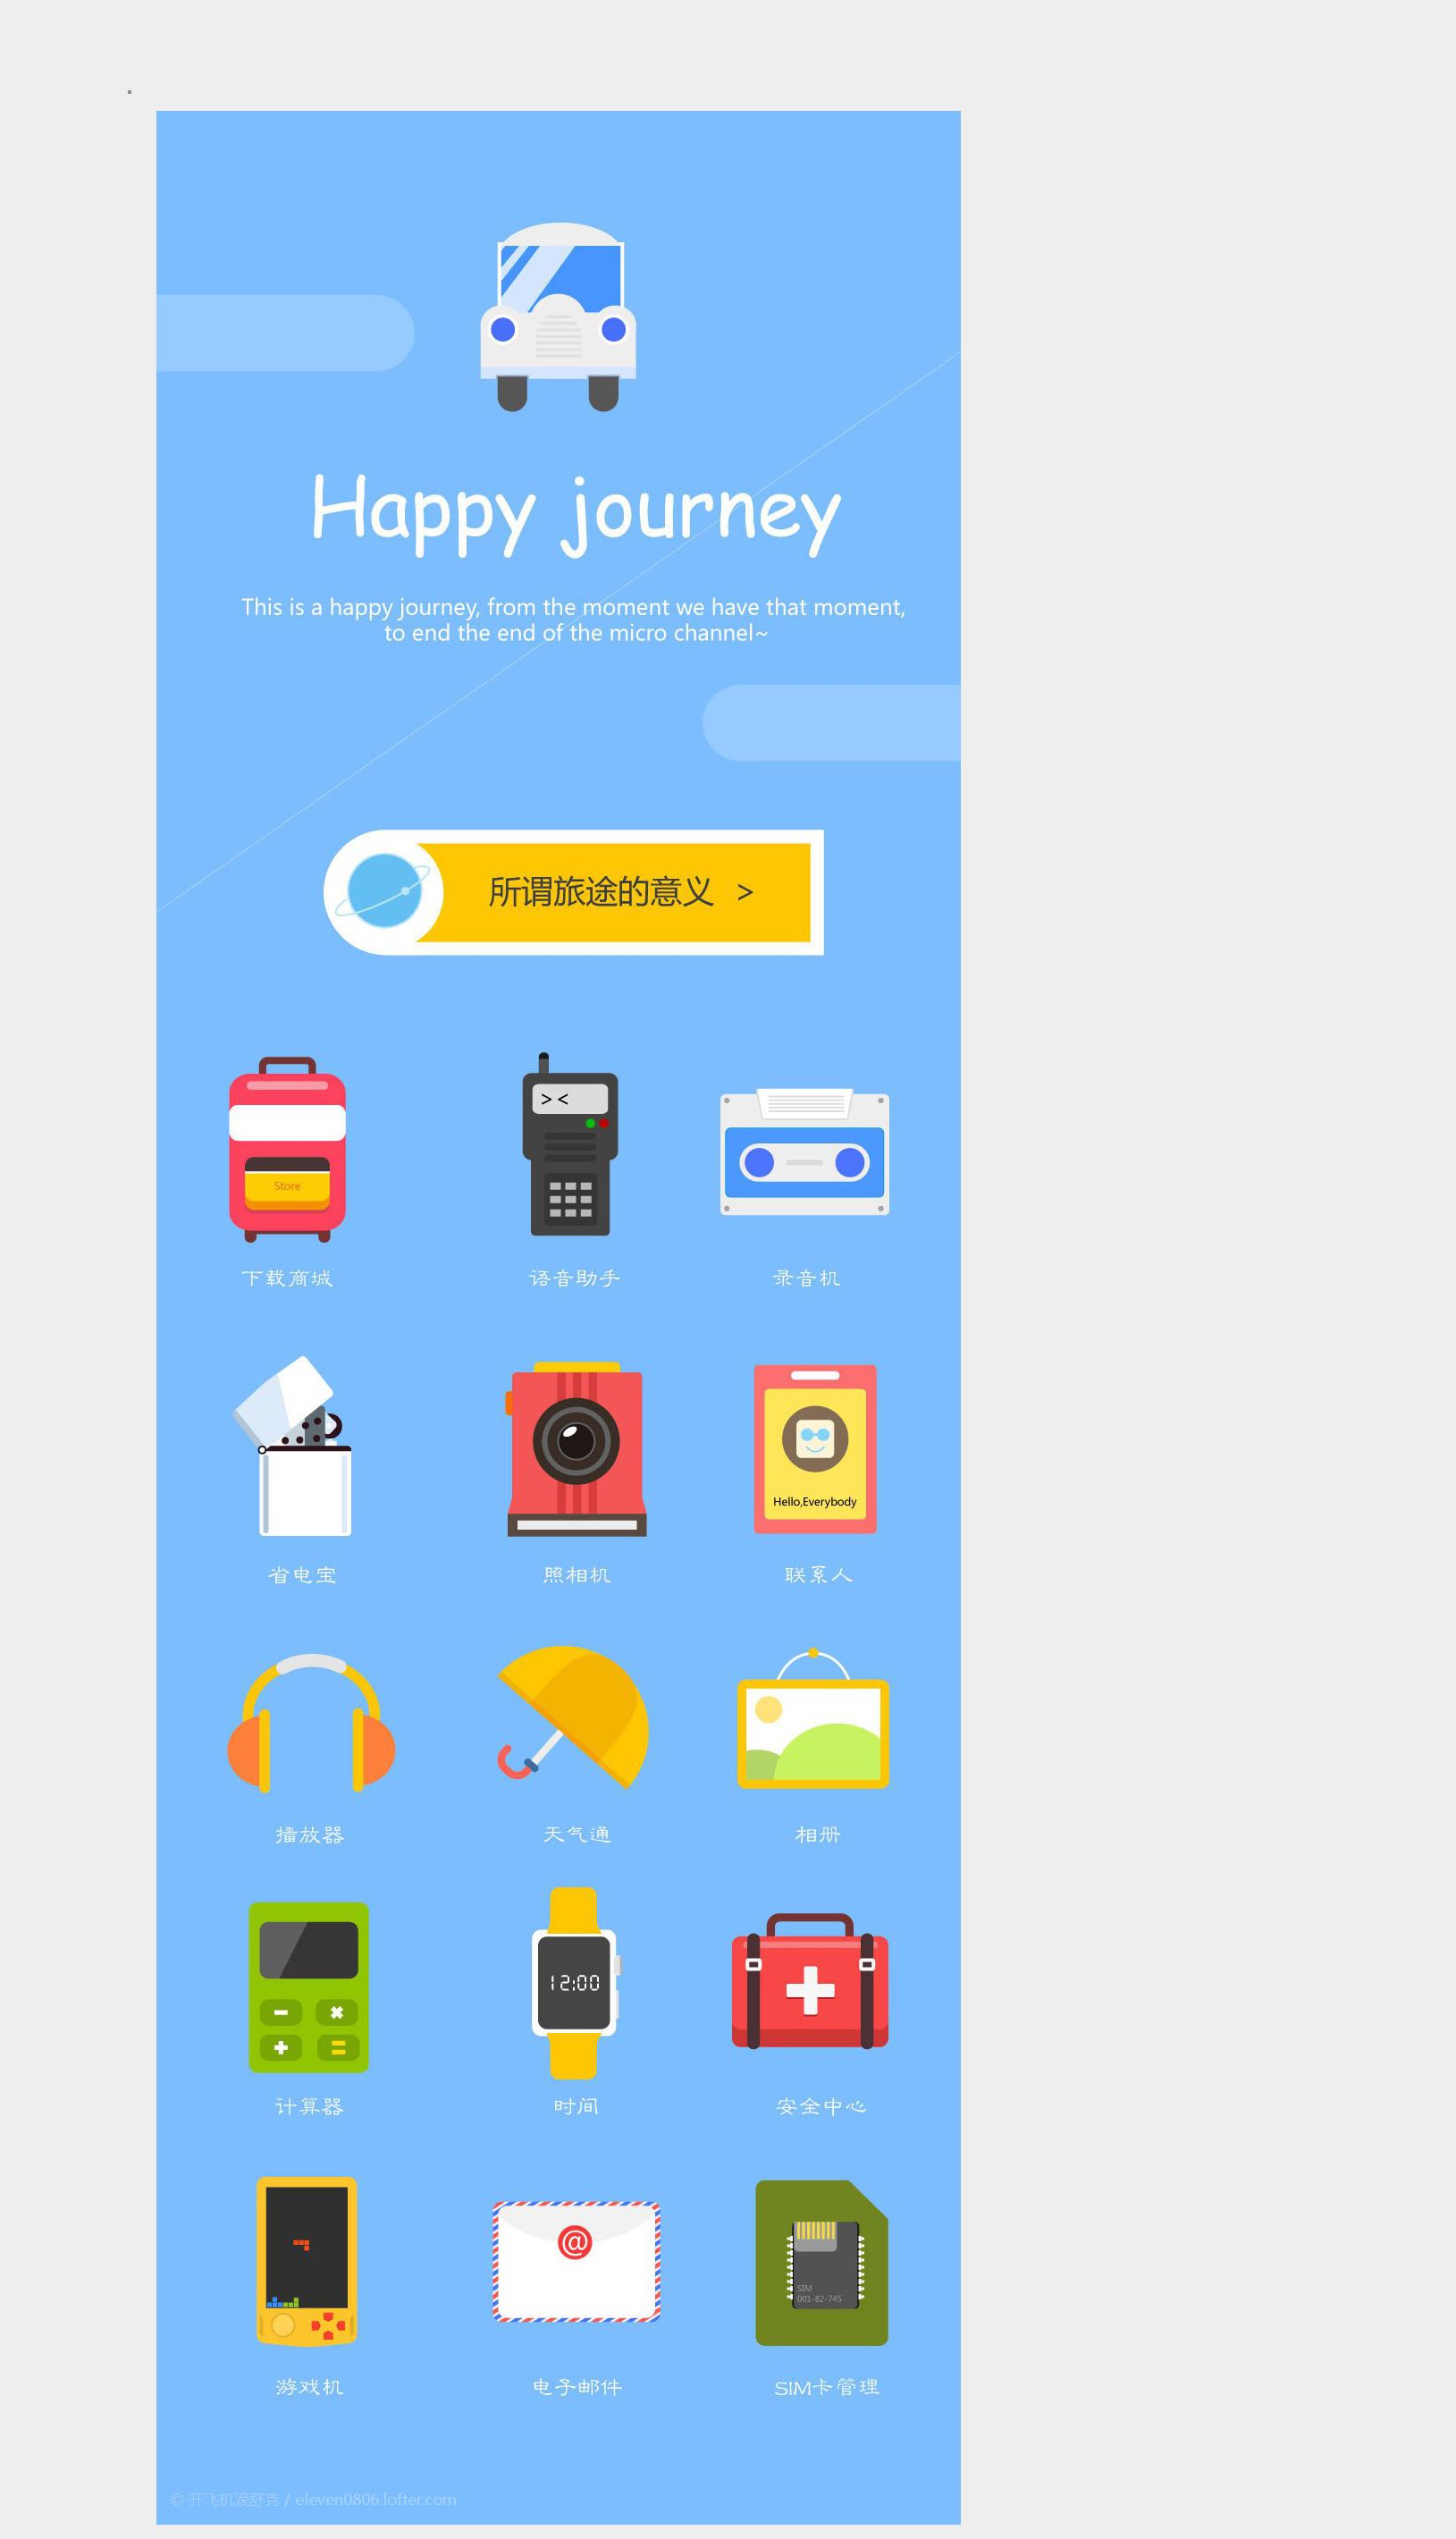 Happy journey
This is a happy journey, from the moment we have that moment,
to end the end of the micro channel~
所谓旅途的意义 >
> <
Store
下载商城
语音助手
录音机
Hello,Everybody
省电宝
照相机
联系人
播放器
天气通
相册
12:00
计算器
时间
安全中心
@
SIM
001-82-745
游戏机
电子邮件
SIM卡管理
© 开飞机滴舒克 / eleven0806.lofter.com